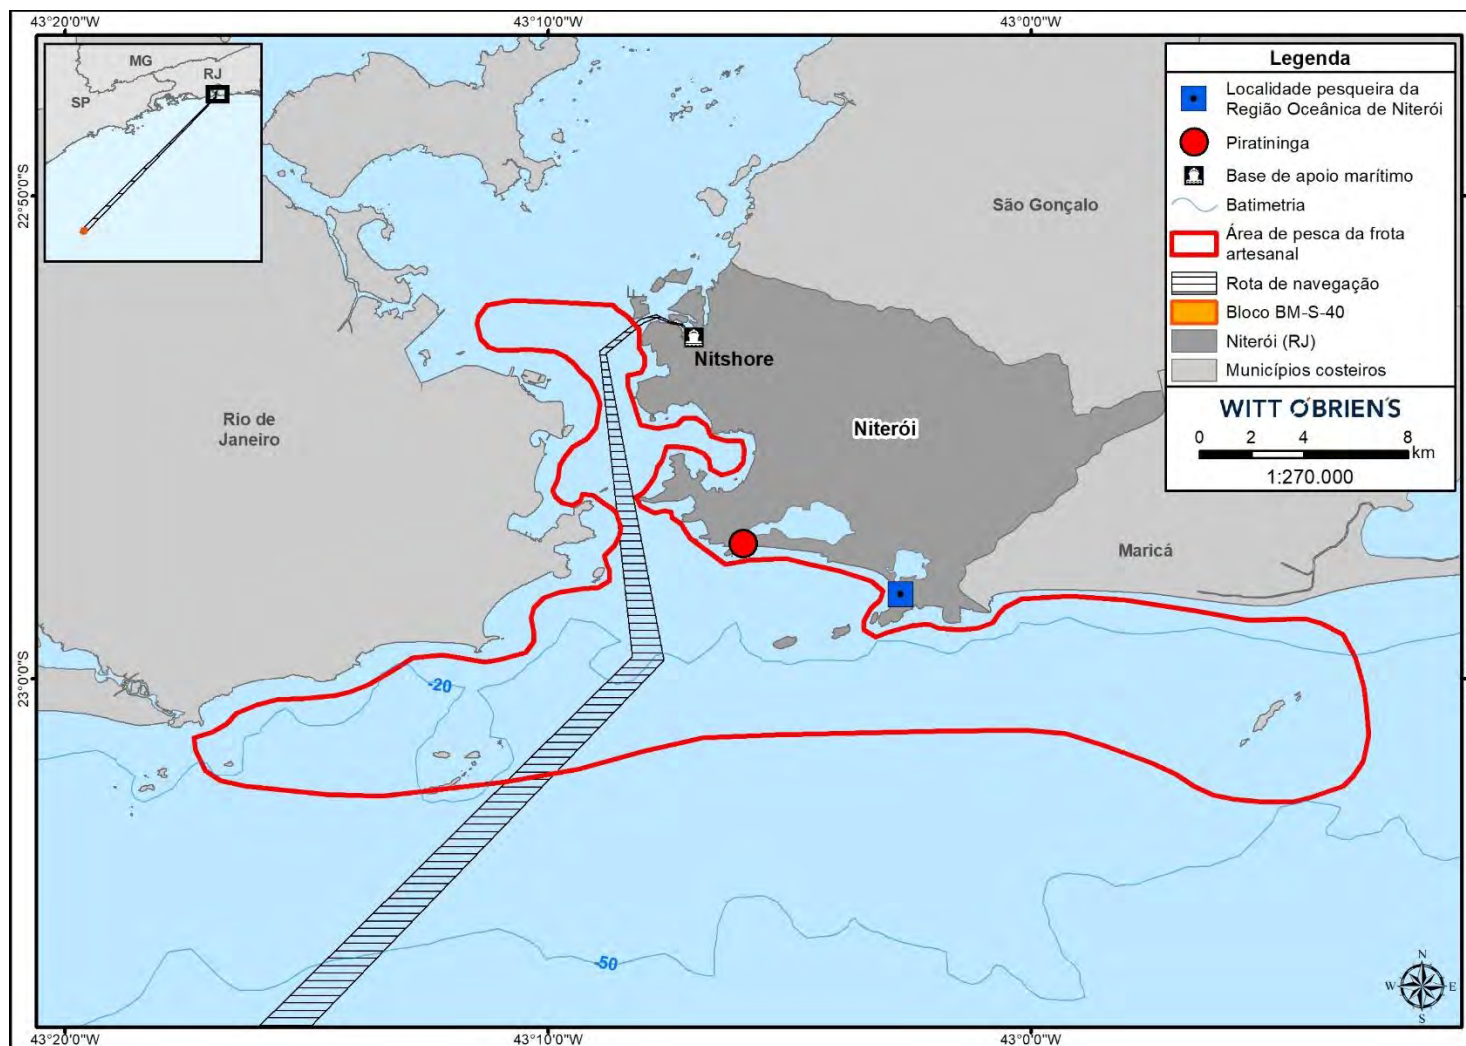 43°20'0"W
43°10'0"W
43°0'0"W
MG
RJ
SP
22°50'0"S
23°0'0"S
São Gonçalo
Nitshore
Rio de
Janeiro
Niterói
Maricá
-20
-50
Legenda
Localidade pesqueira da
Região Oceânica de Niterói
Piratininga
Base de apoio marítimo
Batimetria
Área de pesca da frota
artesanal
Rota de navegação
Bloco BM-S-40
Niterói (RJ)
Municípios costeiros
WITT O'BRIEN'S
0 2 4 8
km
1:270.000
N
W E
S
43°20'0"W
43°10'0"W
43°0'0"W